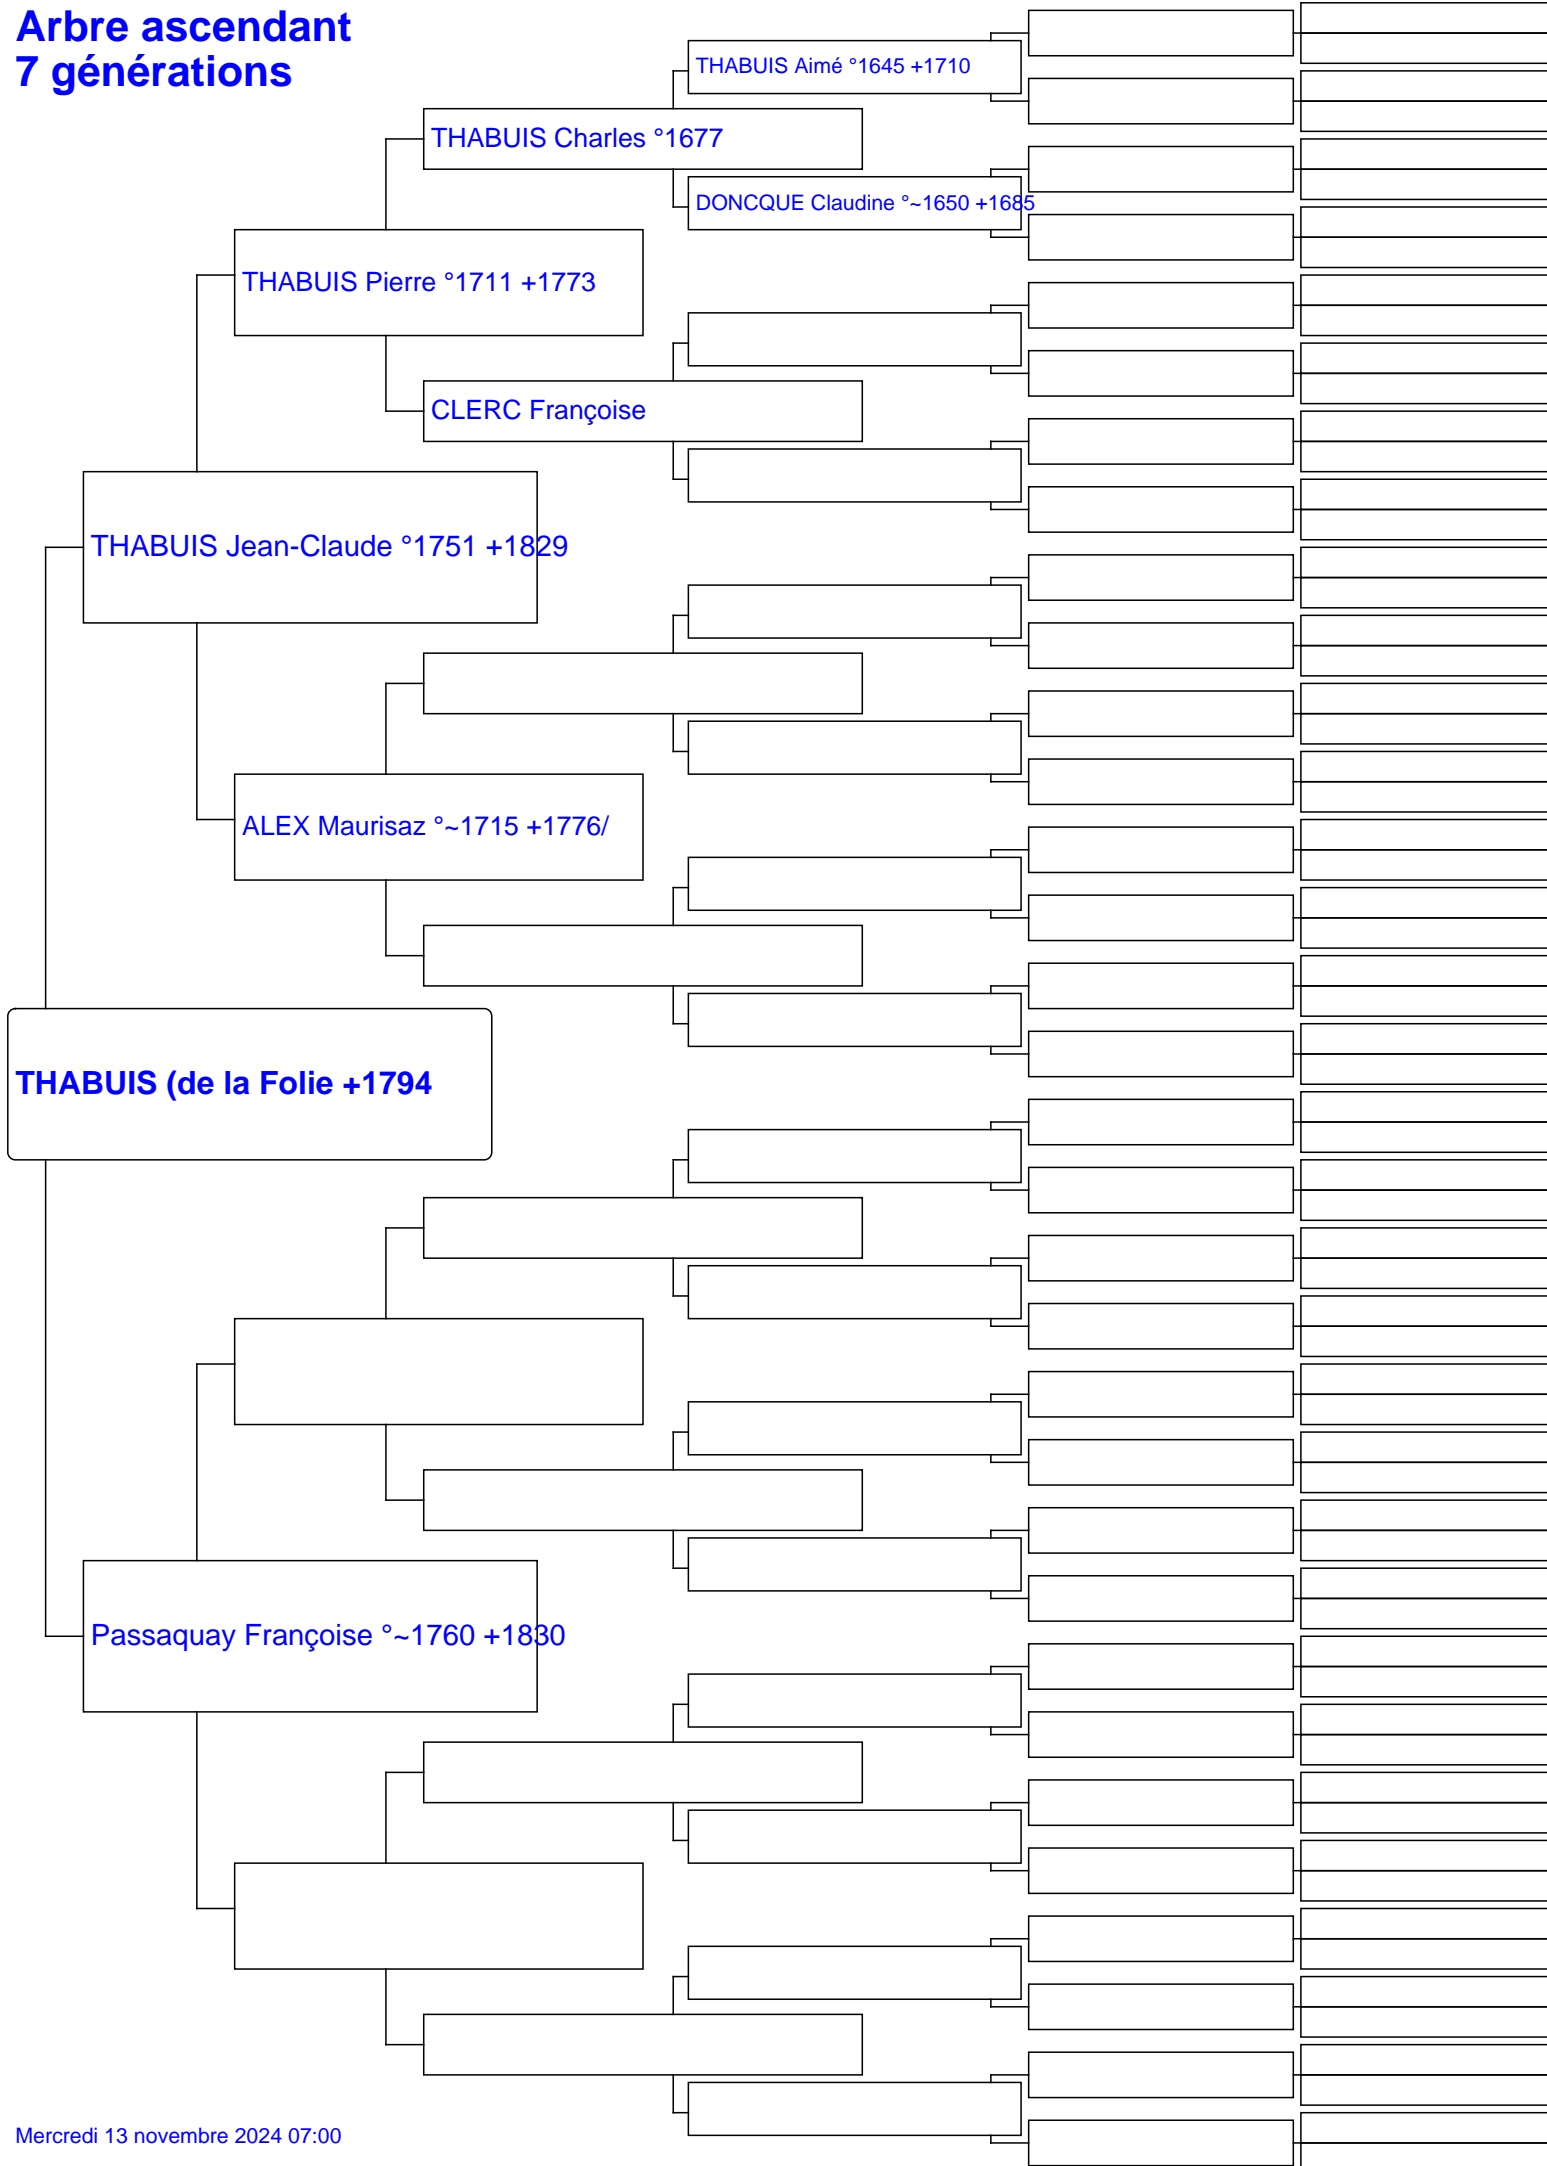 Arbre ascendant
7 générations
THABUIS Aimé °1645 +1710
THABUIS Charles °1677
DONCQUE Claudine °~1650 +1685
THABUIS Pierre °1711 +1773
CLERC Françoise
THABUIS Jean-Claude °1751 +1829
ALEX Maurisaz °~1715 +1776/
THABUIS (de la Folie +1794
Passaquay Françoise °~1760 +1830
Mercredi 13 novembre 2024 07:00